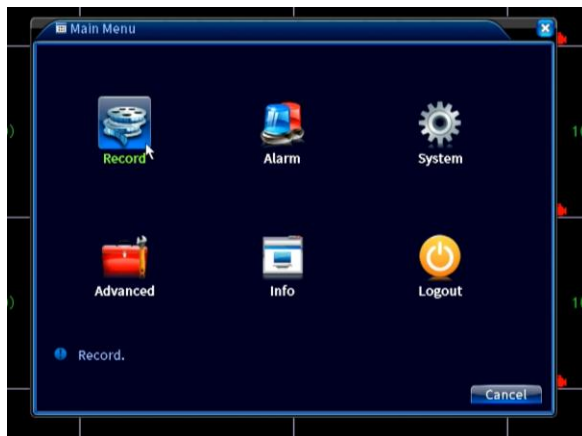 Main Menu
Record
Alarm
System
Advanced
Info
Logout
Record.
Cancel